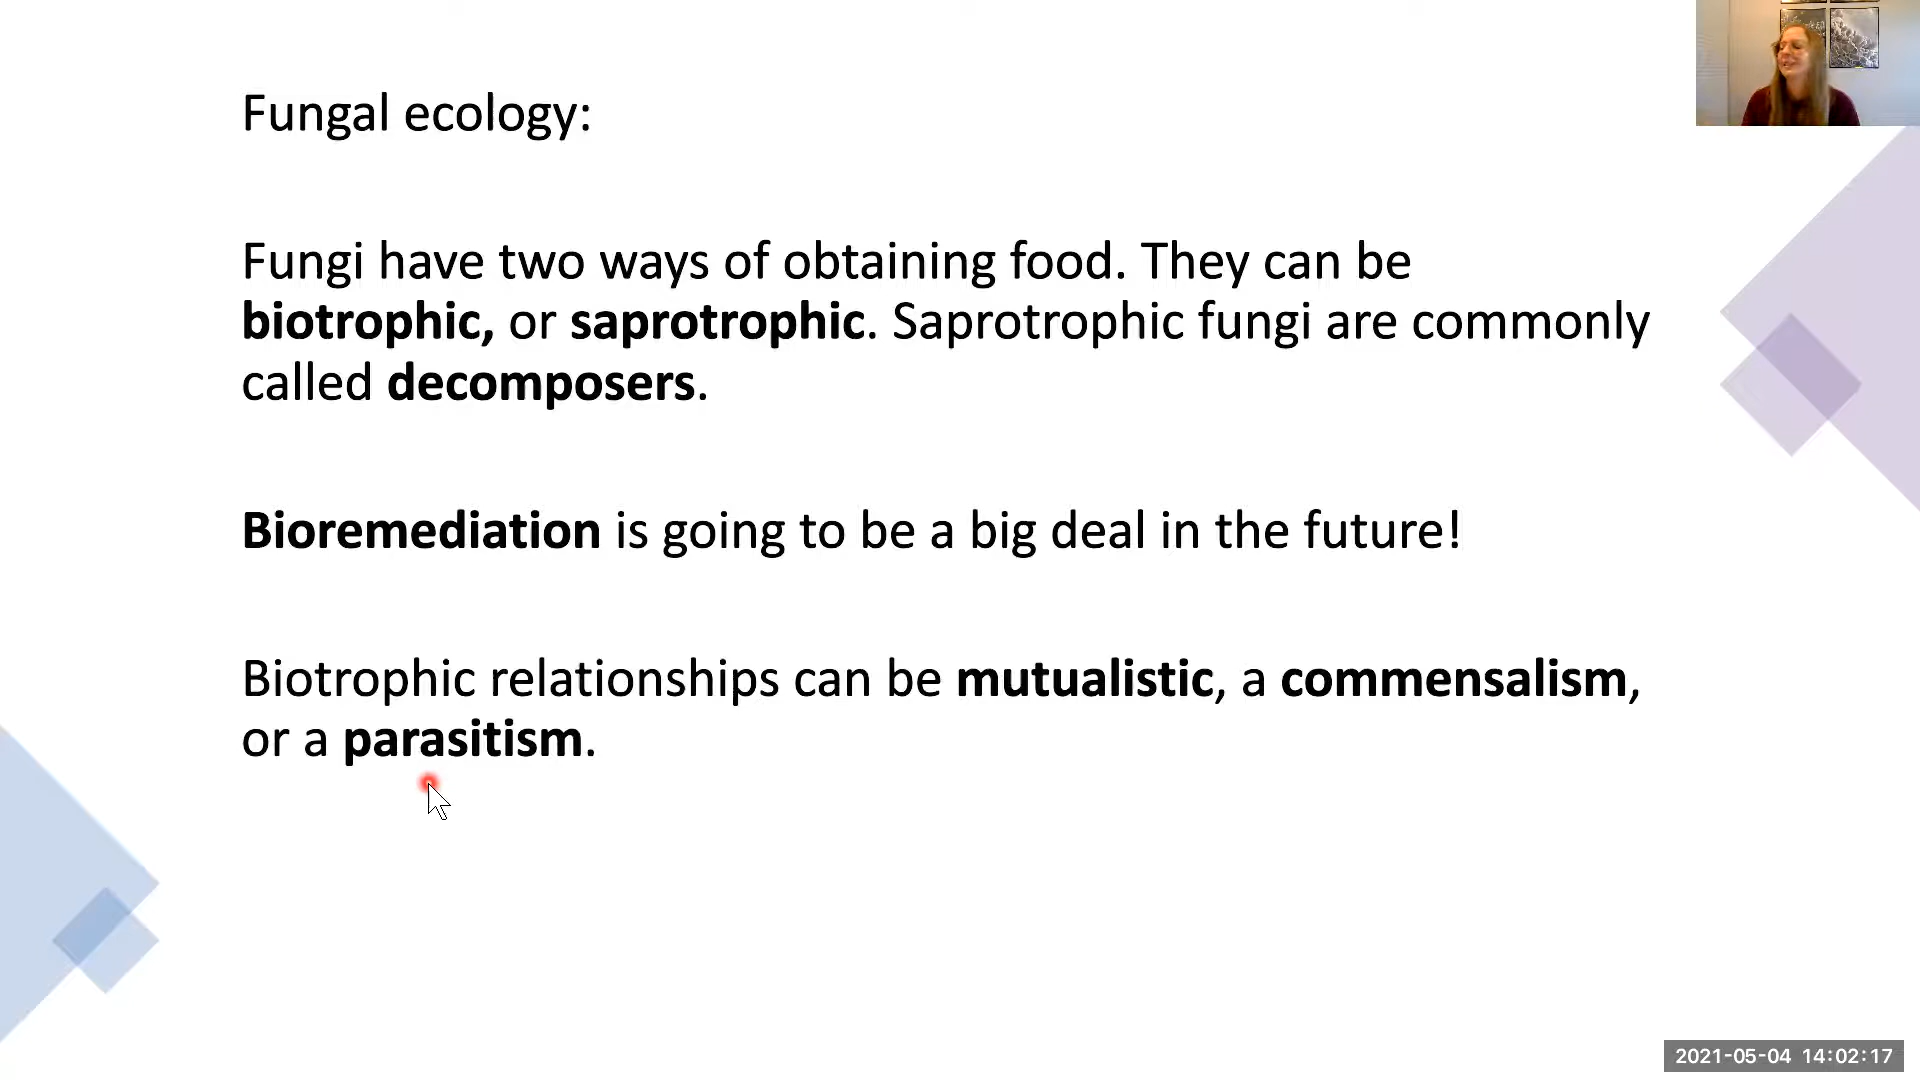 Fungal ecology:
Fungi have two ways of obtaining food. They can be
biotrophic, or saprotrophic. Saprotrophic fungi are commonly
called decomposers.
Bioremediation is going to be a big deal in the future!
Biotrophic relationships can be mutualistic, a commensalism,
or a parasitism.
2021-05-04 14:02:17